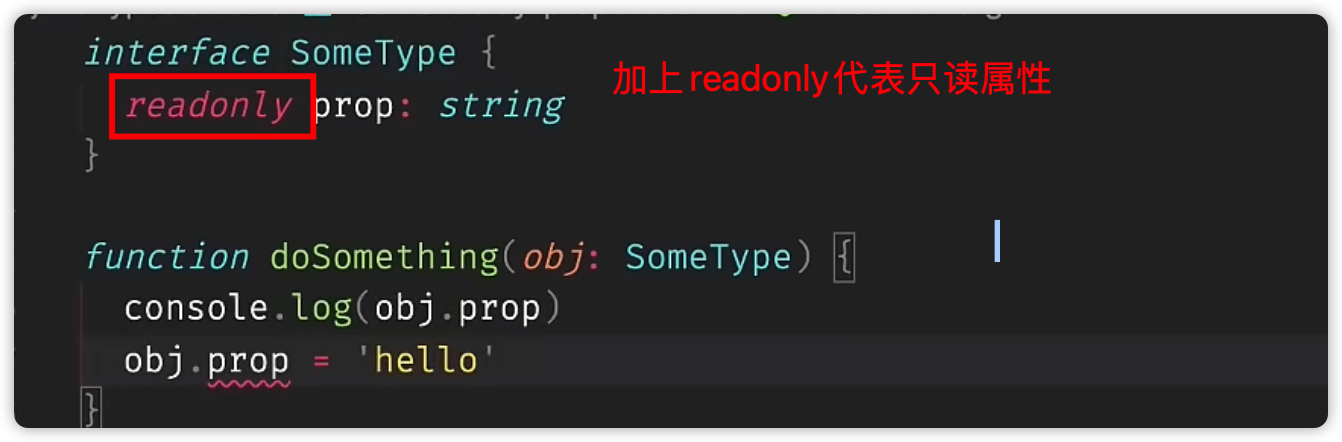 interface SomeType {
加上readonly代表只读属性
readonly prop: string
}
function doSomething(obj: SomeType) {
console.log(obj.prop)
obj.prop = 'hello'
}